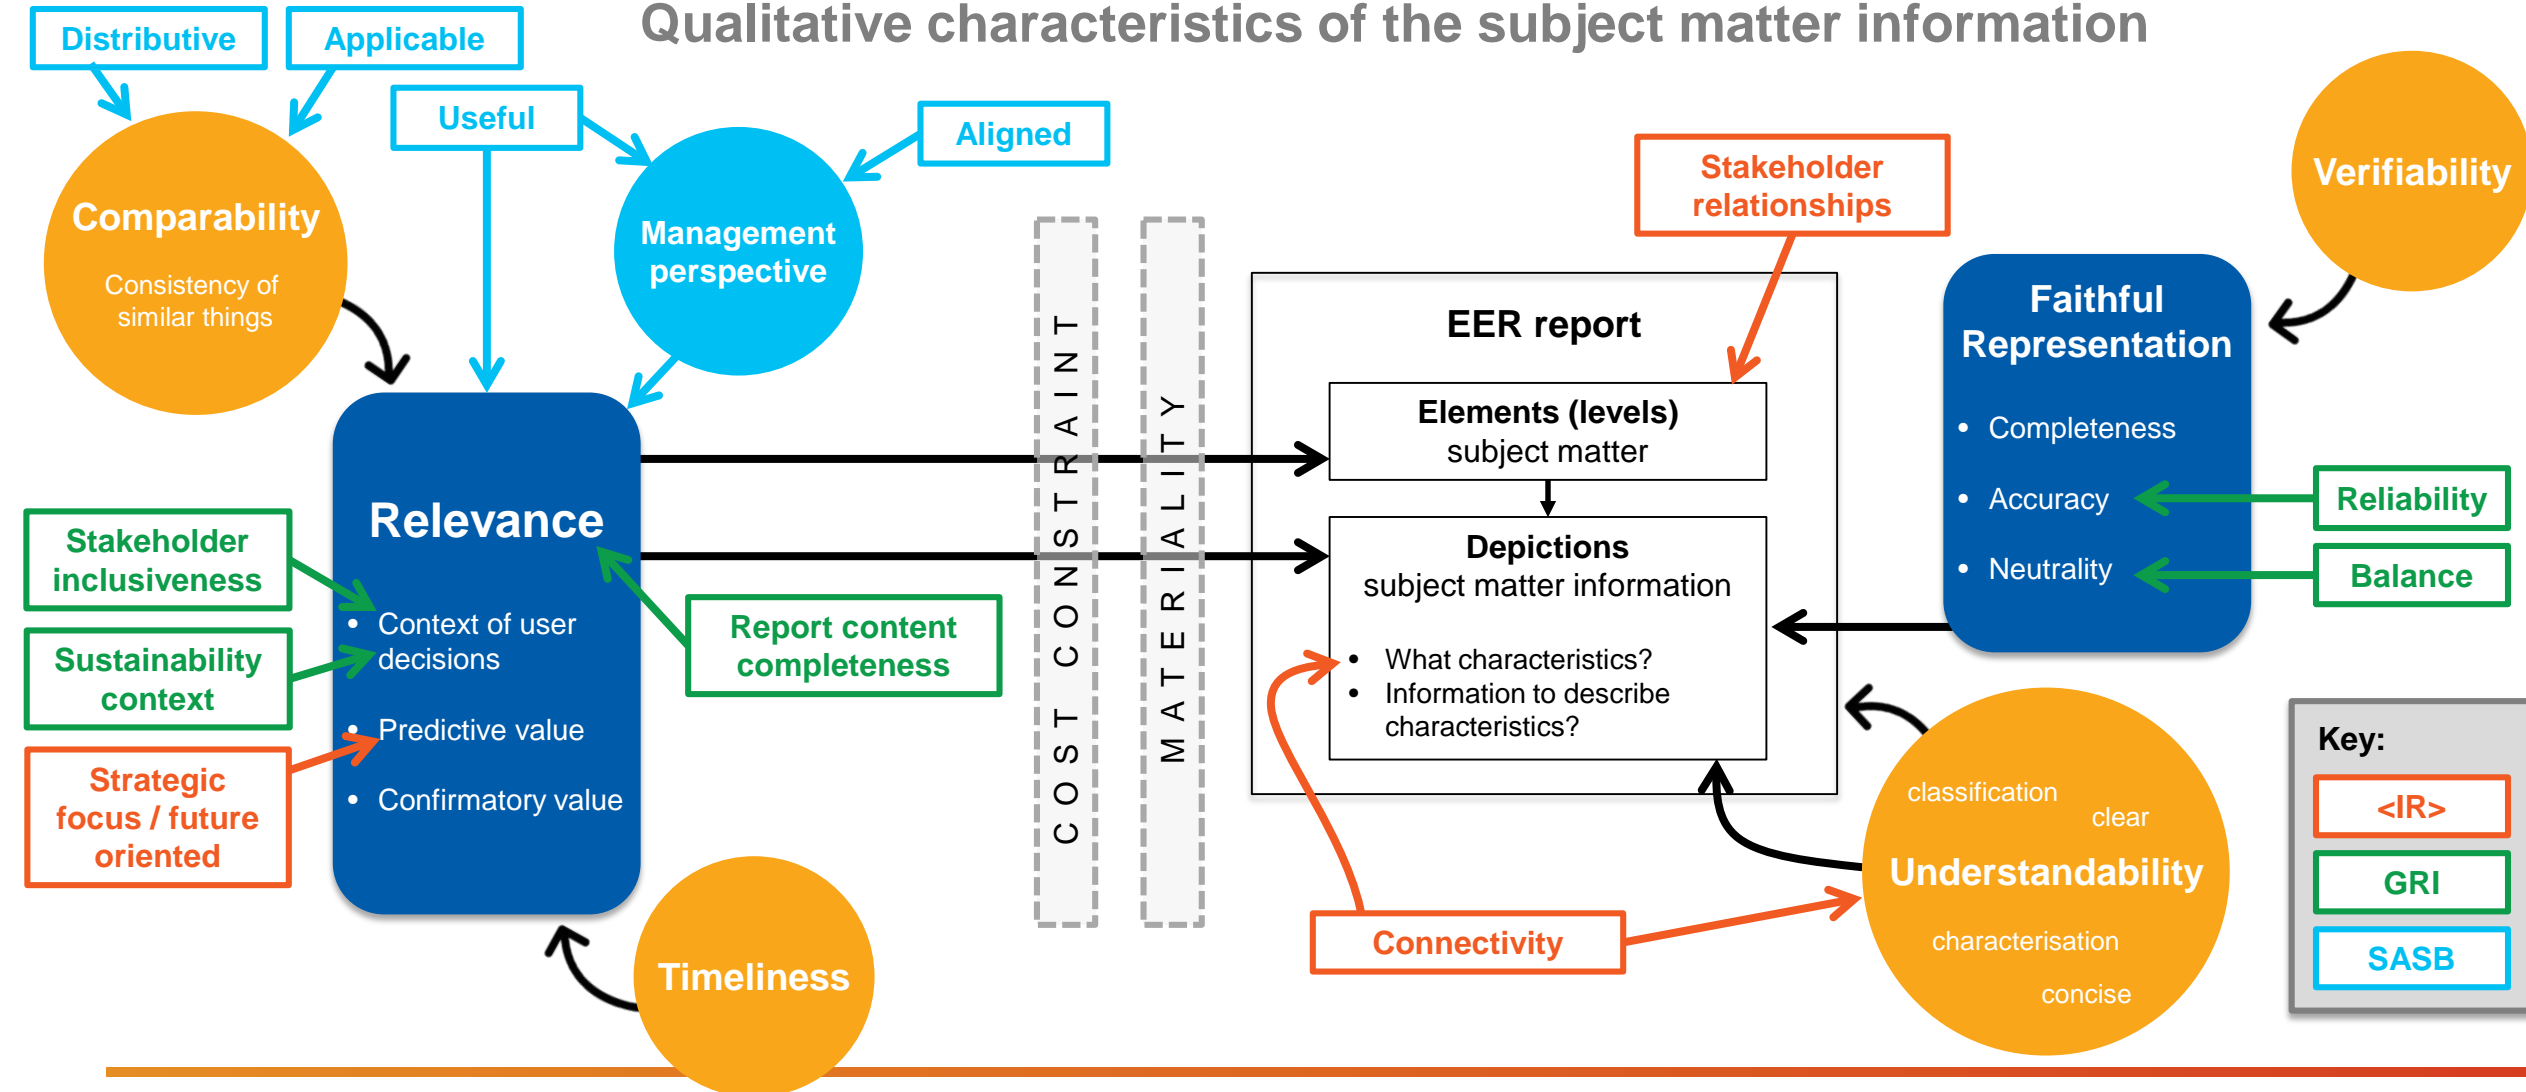 Qualitative characteristics of the subject matter information
Distributive
Applicable
Useful
Aligned
Comparability
Consistency of
similar things
Management
perspective
Stakeholder
relationships
Verifiability
Relevance
• Context of user
decisions
• Predictive value
• Confirmatory value
Stakeholder
inclusiveness
Sustainability
context
Strategic
focus / future
oriented
Report content
completeness
Timeliness
COST CONSTRAINT
MATERIALITY
EER report
Elements (levels)
subject matter
Depictions
subject matter information
• What characteristics?
• Information to describe
characteristics?
Connectivity
Faithful
Representation
• Completeness
• Accuracy
• Neutrality
Reliability
Balance
classification
clear
Understandability
characterisation
concise
Key:
<IR>
GRI
SASB